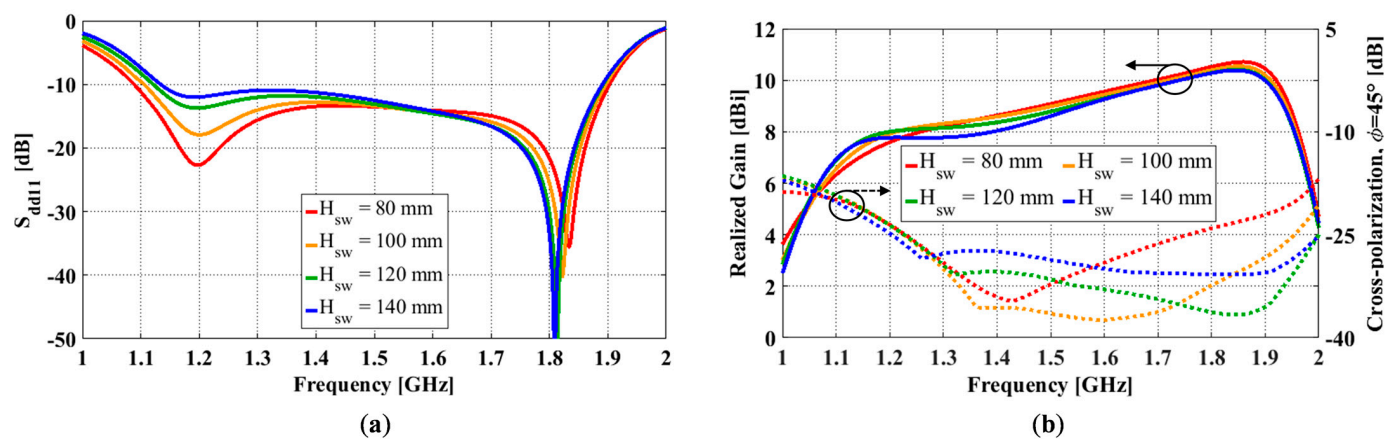 0
-10
-20
-30
-40
-50
S_dd11 [dB]
H_sw = 80 mm
H_sw = 100 mm
H_sw = 120 mm
H_sw = 140 mm
1 1.1 1.2 1.3 1.4 1.5 1.6 1.7 1.8 1.9 2
Frequency [GHz]
(a)
12
10
8
6
4
2
0
Realized Gain [dBi]
H_sw = 80 mm H_sw = 100 mm
H_sw = 120 mm H_sw = 140 mm
5
-10
-25
-40
Cross-polarization, ϕ=45° [dB]
1 1.1 1.2 1.3 1.4 1.5 1.6 1.7 1.8 1.9 2
Frequency [GHz]
(b)